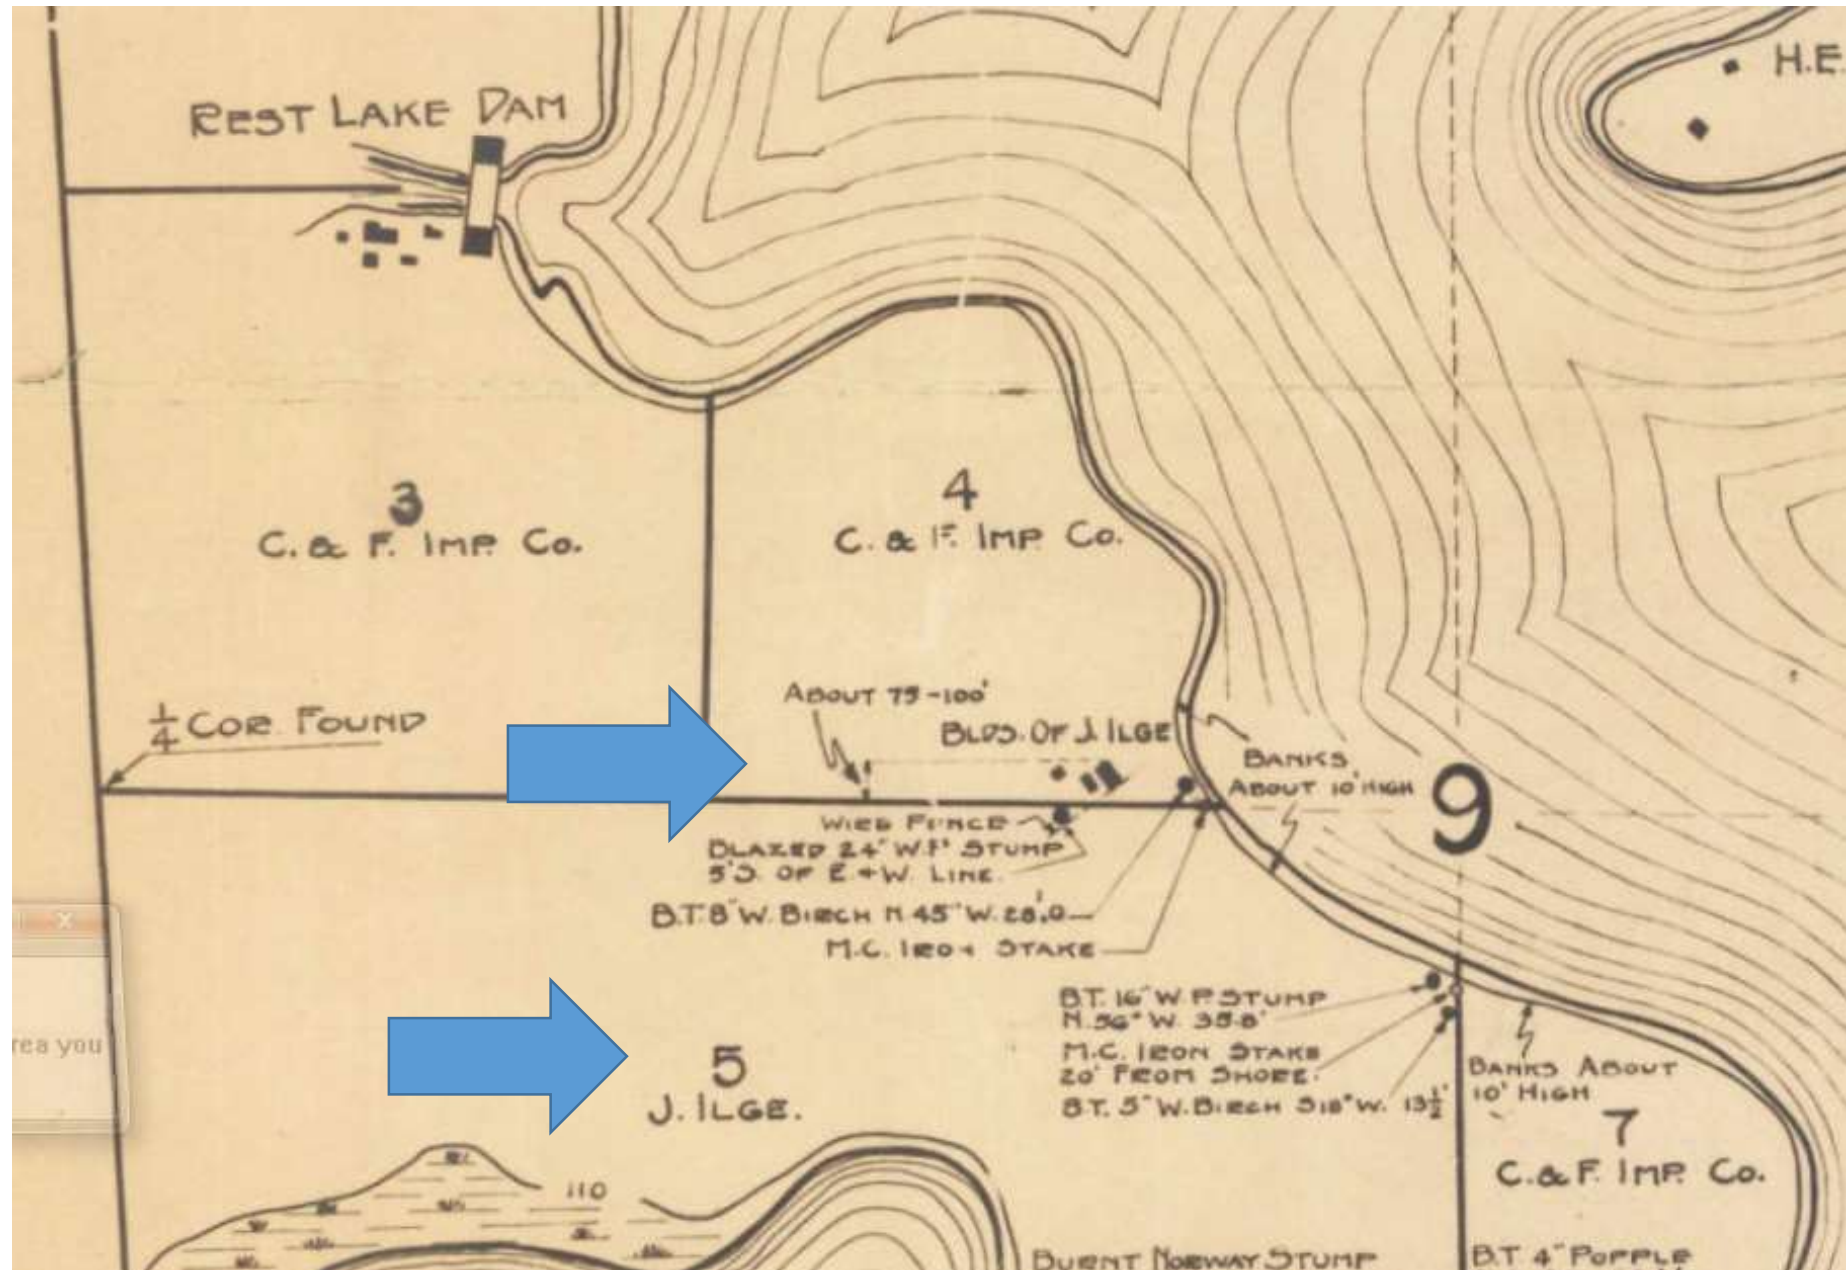 REST LAKE DAM
H.E.
3
C. & F. IMP. CO.
4
C. & F. IMP. CO.
1/4 COR. FOUND
ABOUT 75-100'
BLDS. OF J. ILGE
BANKS
ABOUT 10' HIGH
9
WIRE FENCE
BLAZED 24" W.P. STUMP
5' S. OF E & W. LINE.
B.T. 8" W. BIRCH N. 45° W. 28.0
M.C. IRON STAKE
B.T. 16" W. P. STUMP
N. 56° W. 35.8'
M.C. IRON STAKE
20' FROM SHORE.
B.T. 5" W. BIRCH S18° W. 13 1/2'
BANKS ABOUT
10' HIGH
rea you
5
J. ILGE.
7
C. & F. IMP. CO.
110
BURNT NORWAY STUMP
B.T. 4" POPPLE